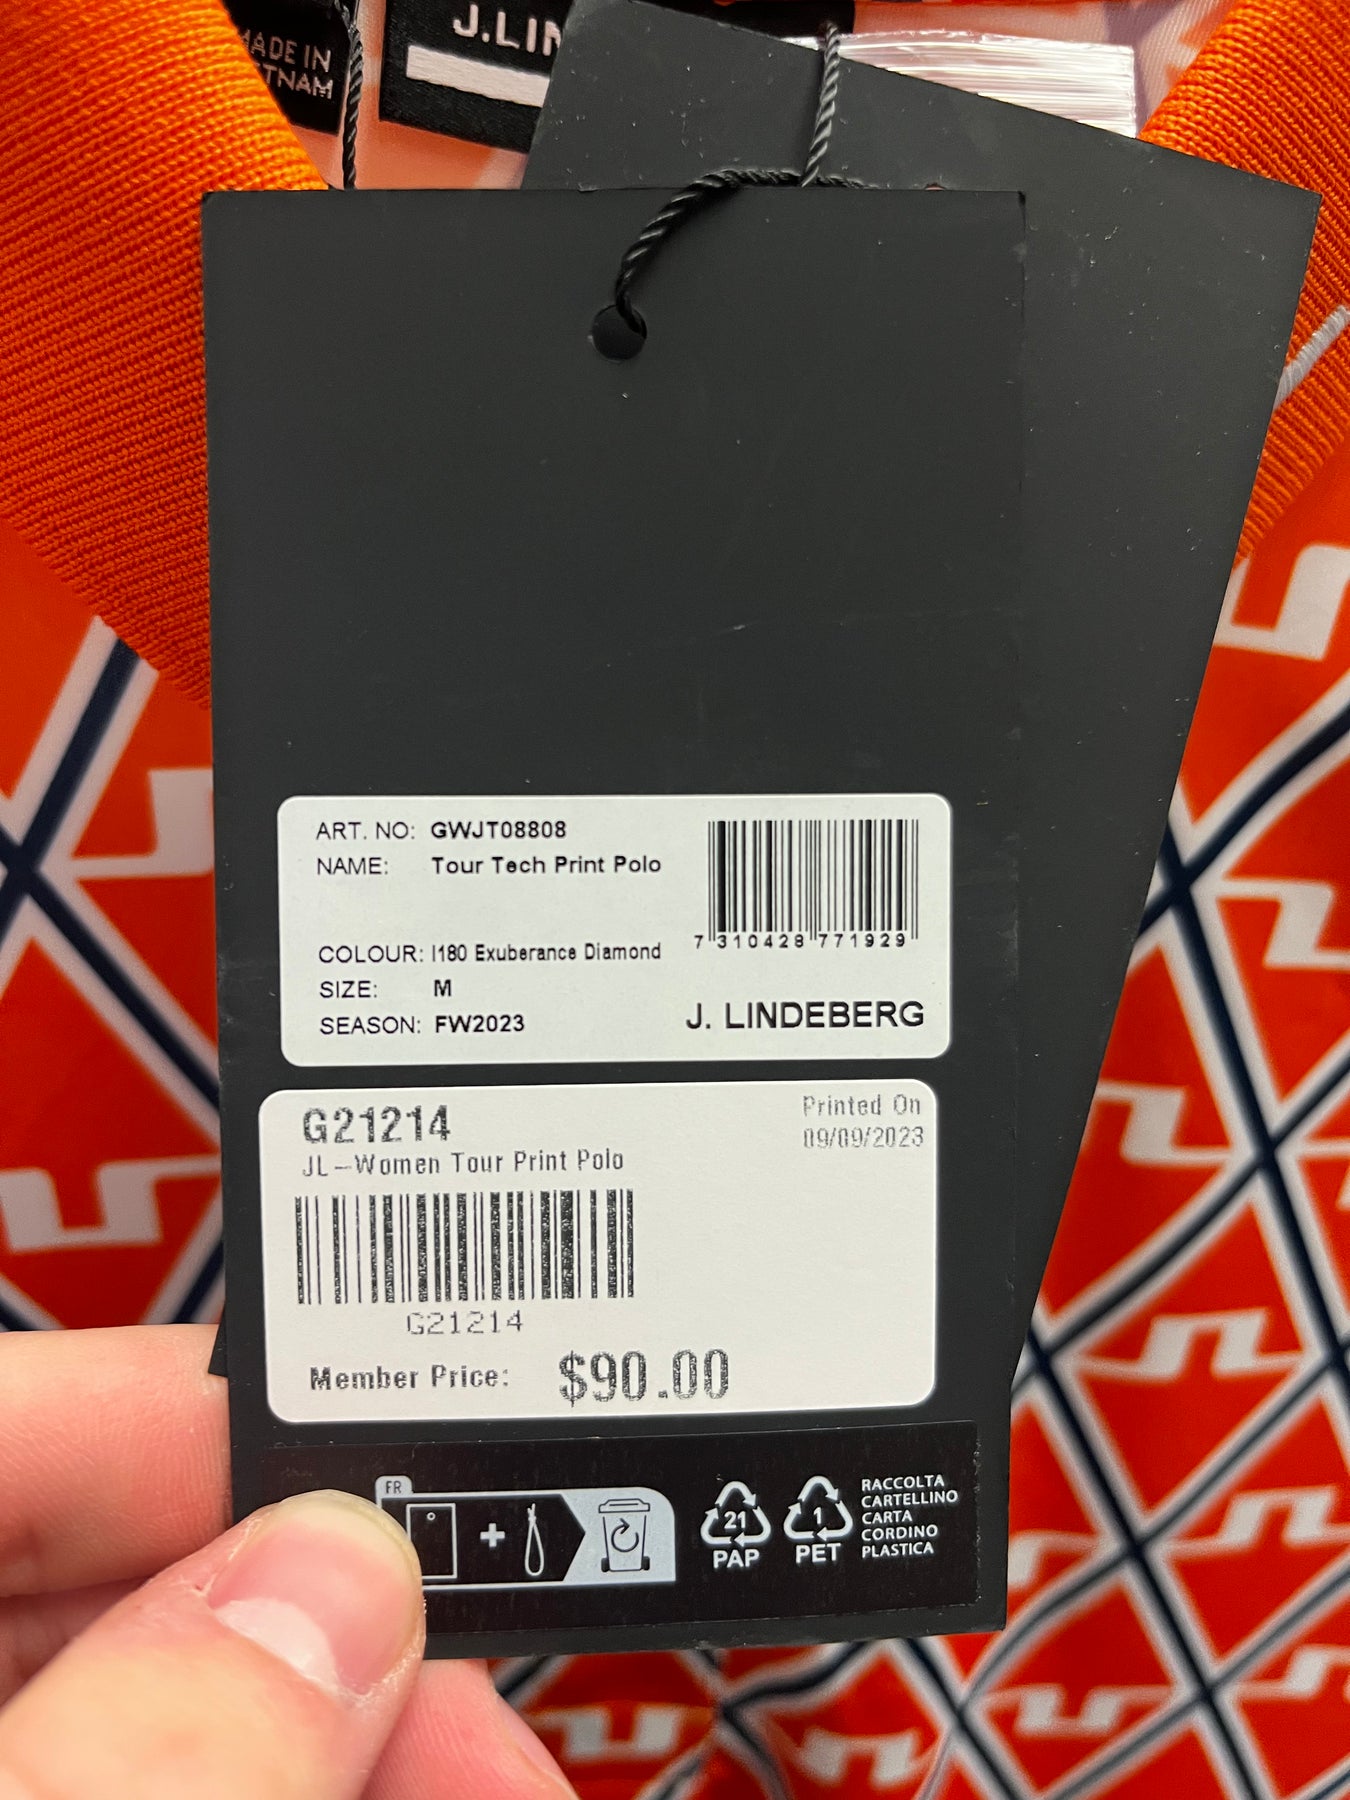 MADE IN
J.LIN
ART. NO: GWJT08808
NAME: Tour Tech Print Polo
COLOUR: I180 Exuberance Diamond
SIZE: M
SEASON: FW2023
7 310428 771929
J. LINDEBERG
G21214
JL-Women Tour Print Polo
Printed On
09/09/2023
G21214
Member Price: $90.00
FR
+
21
PAP
1
PET
RACCOLTA
CARTELLINO
CARTA
CORDINO
PLASTICA